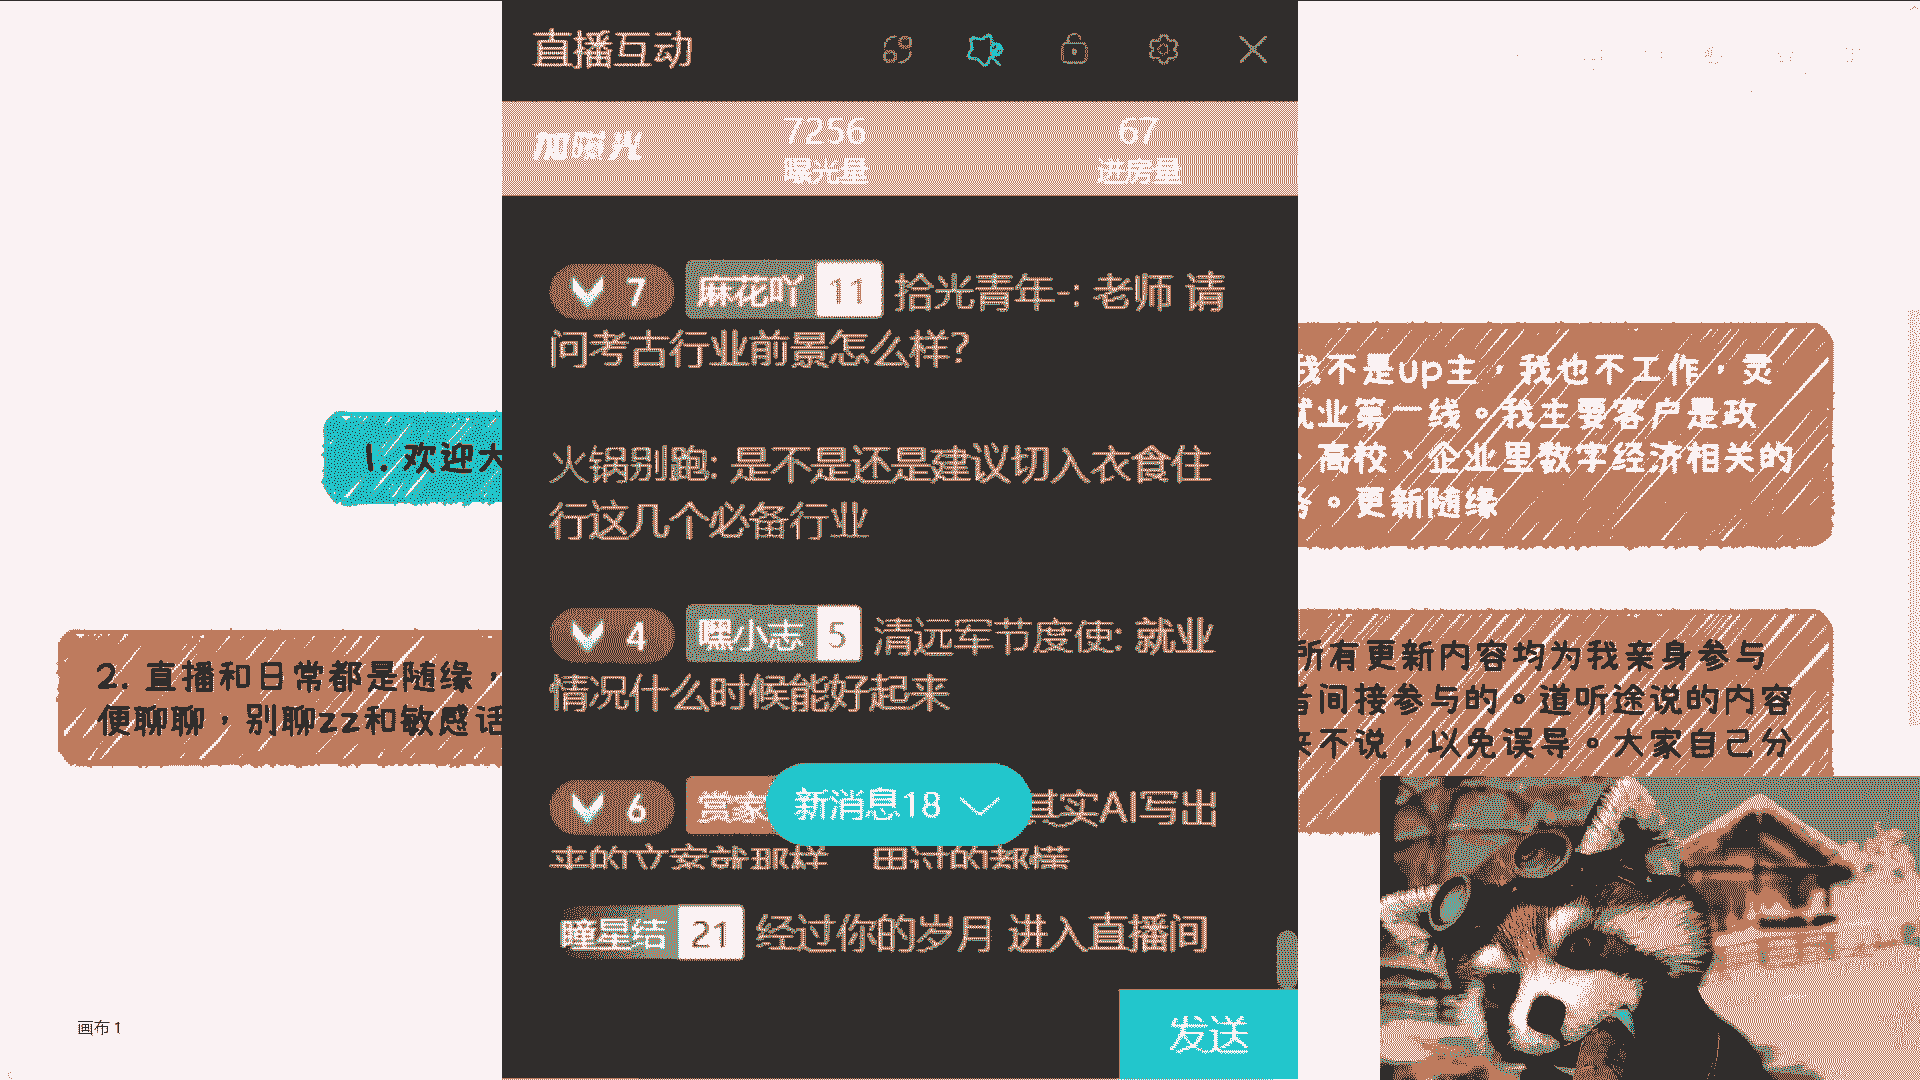 直播互动
加曝光
7256
67
曝光量
进房量
7 麻花吖 11 拾光青年-: 老师 请
问考古行业前景怎么样?
火锅别跑: 是不是还是建议切入衣食住
行这几个必备行业
4 嘿小志 5 清远军节度使: 就业
情况什么时候能好起来
6 赏家
其实AI写出
来的文案就那样 用过的都懂
新消息18
瞳星结 21 经过你的岁月 进入直播间
发送
1. 欢迎大
2. 直播和日常都是随缘,
便聊聊,别聊zz和敏感话
我不是up主,我也不工作,灵
就业第一线。我主要客户是政
、高校、企业里数字经济相关的
务。更新随缘
所有更新内容均为我亲身参与
者间接参与的。道听途说的内容
来不说,以免误导。大家自己分
画布 1